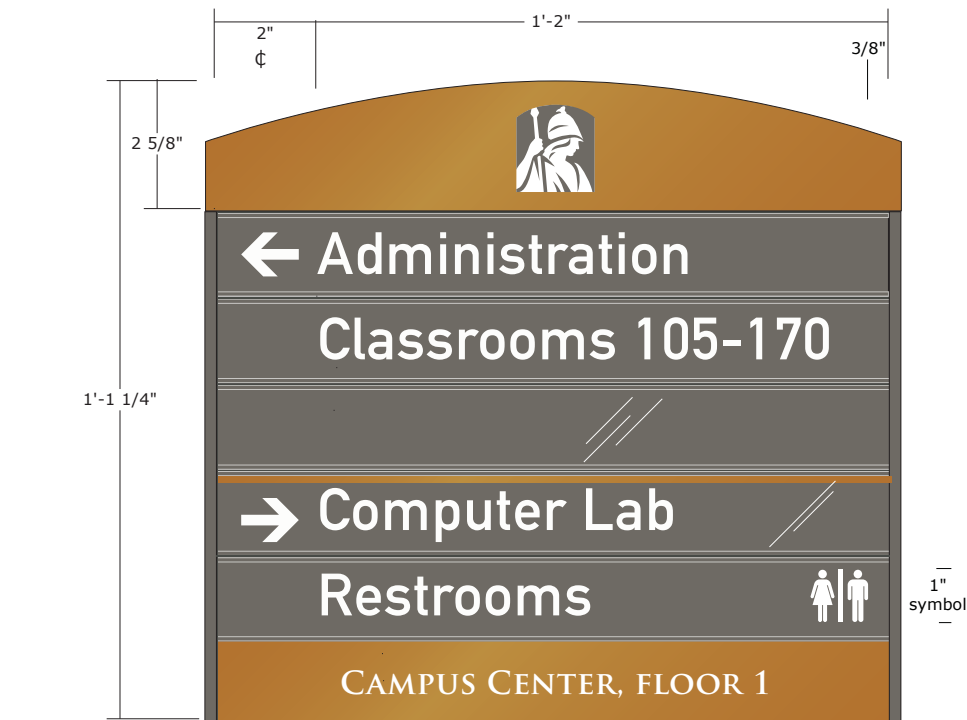 1'-2"
2"
℄
3/8"
2 5/8"
Administration
Classrooms 105-170
1'-1 1/4"
Computer Lab
Restrooms
1"
symbol
Campus Center, floor 1